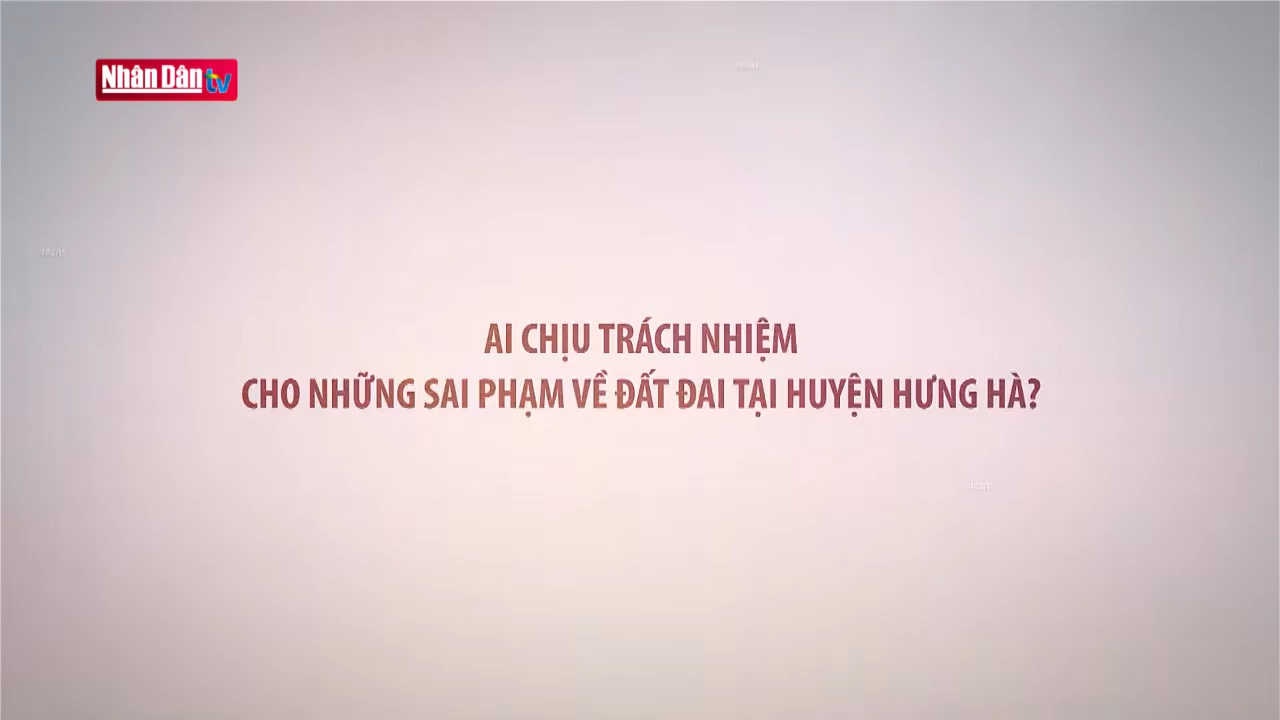 Nhân Dân tv
AI CHỊU TRÁCH NHIỆM
CHO NHỮNG SAI PHẠM VỀ ĐẤT ĐAI TẠI HUYỆN HƯNG HÀ?